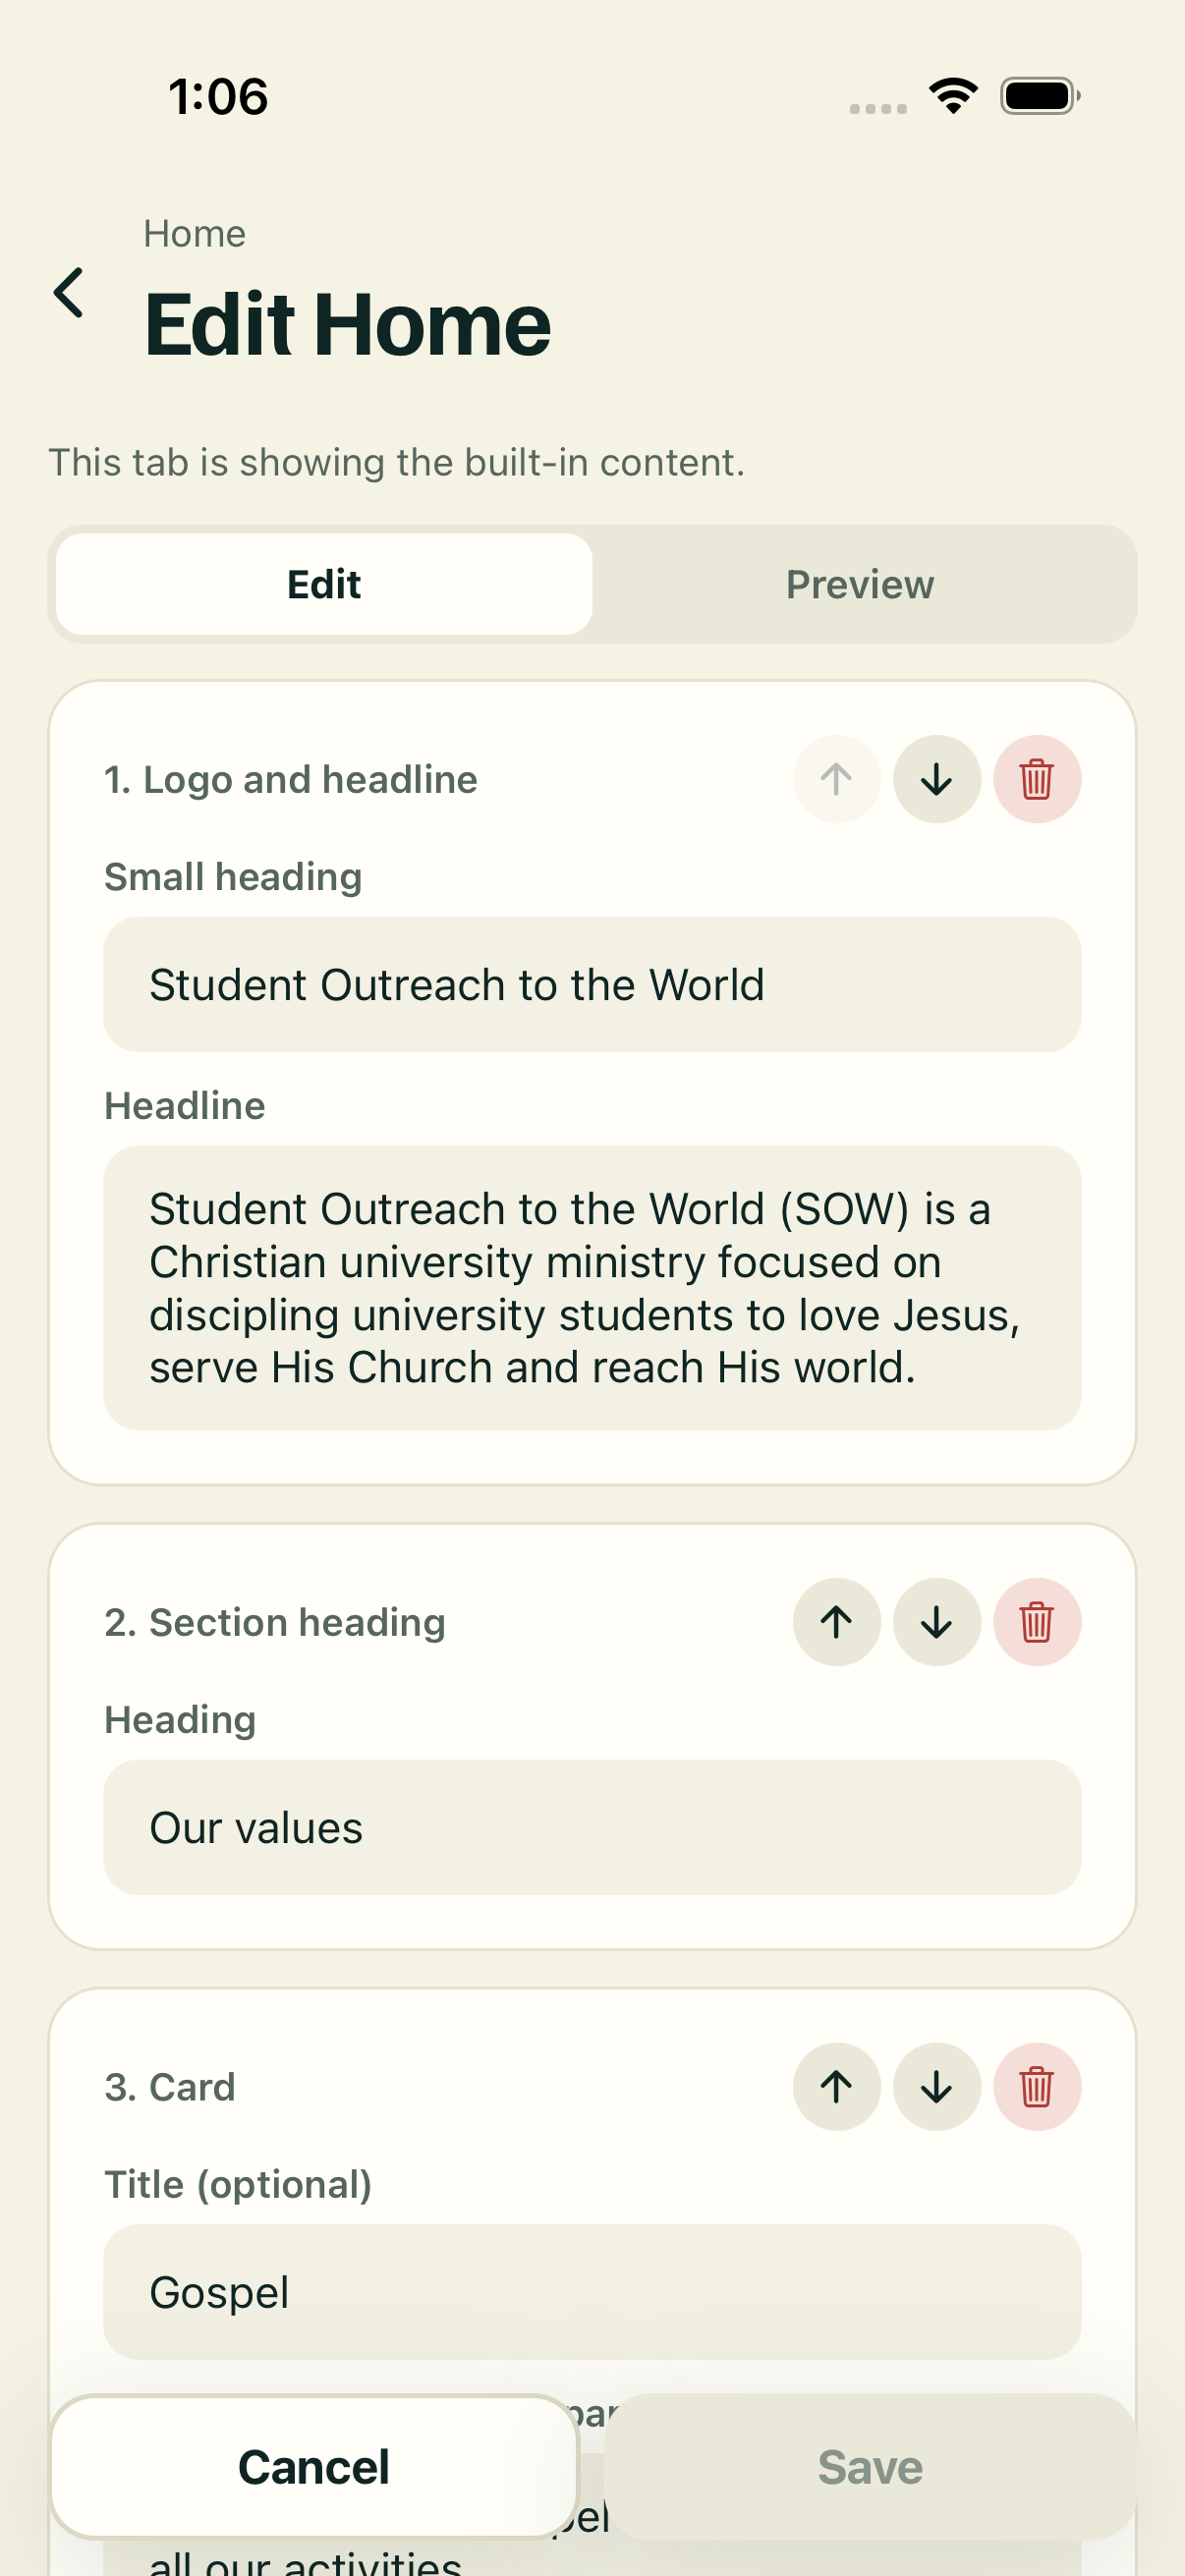 1:06
Home
Edit Home
This tab is showing the built-in content.
Edit
Preview
1. Logo and headline
Small heading
Student Outreach to the World
Headline
Student Outreach to the World (SOW) is a
Christian university ministry focused on
discipling university students to love Jesus,
serve His Church and reach His world.
2. Section heading
Heading
Our values
3. Card
Title (optional)
Gospel
Cancel
Save
all our activities